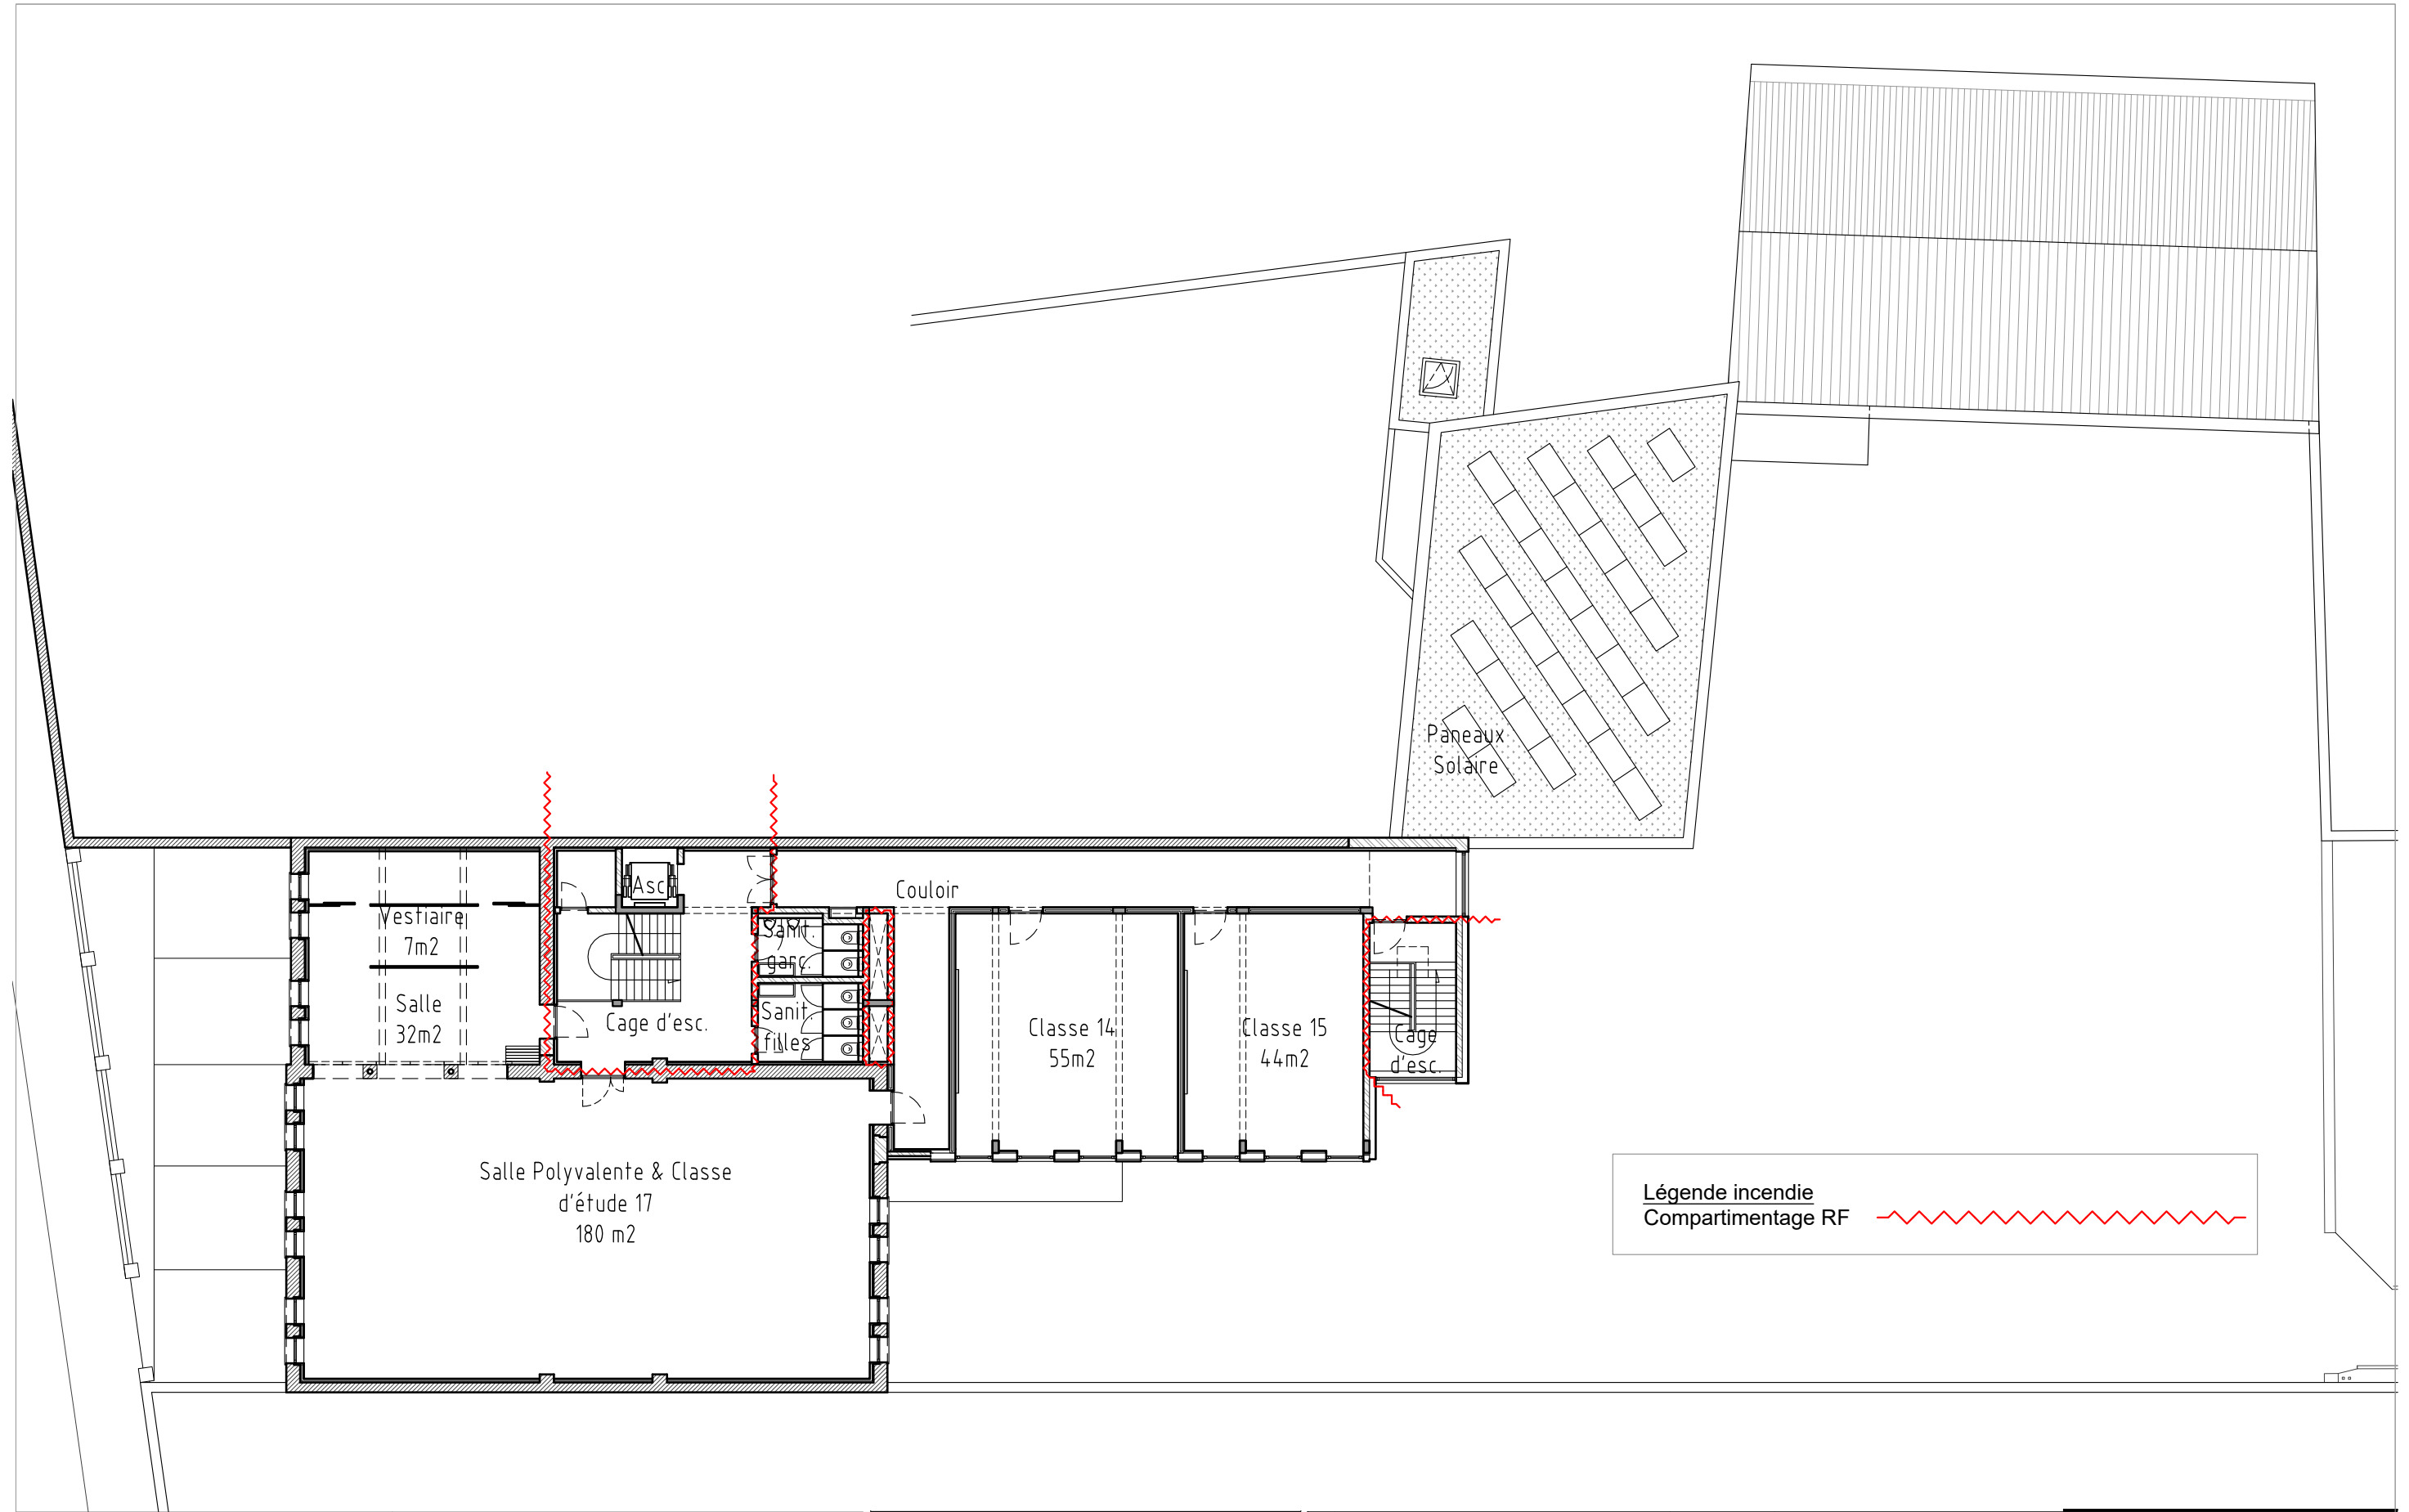 Paneaux
Solaire
Asc
Couloir
Vestiaire
7m2
Sanit.
garc.
Salle
32m2
Cage d'esc.
Sanit.
filles
Classe 14
55m2
Classe 15
44m2
Cage
d'esc.
Salle Polyvalente & Classe
d'étude 17
180 m2
Légende incendie
Compartimentage RF